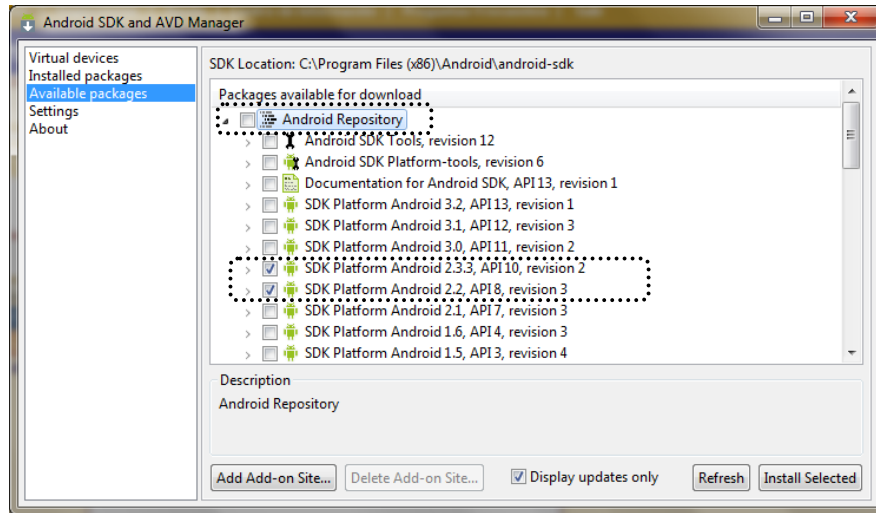 Android SDK and AVD Manager
Virtual devices
Installed packages
Available packages
Settings
About
SDK Location: C:\Program Files (x86)\Android\android-sdk
Packages available for download
Android Repository
Android SDK Tools, revision 12
Android SDK Platform-tools, revision 6
Documentation for Android SDK, API 13, revision 1
SDK Platform Android 3.2, API 13, revision 1
SDK Platform Android 3.1, API 12, revision 3
SDK Platform Android 3.0, API 11, revision 2
SDK Platform Android 2.3.3, API 10, revision 2
SDK Platform Android 2.2, API 8, revision 3
SDK Platform Android 2.1, API 7, revision 3
SDK Platform Android 1.6, API 4, revision 3
SDK Platform Android 1.5, API 3, revision 4
Description
Android Repository
Add Add-on Site... Delete Add-on Site... Display updates only Refresh Install Selected